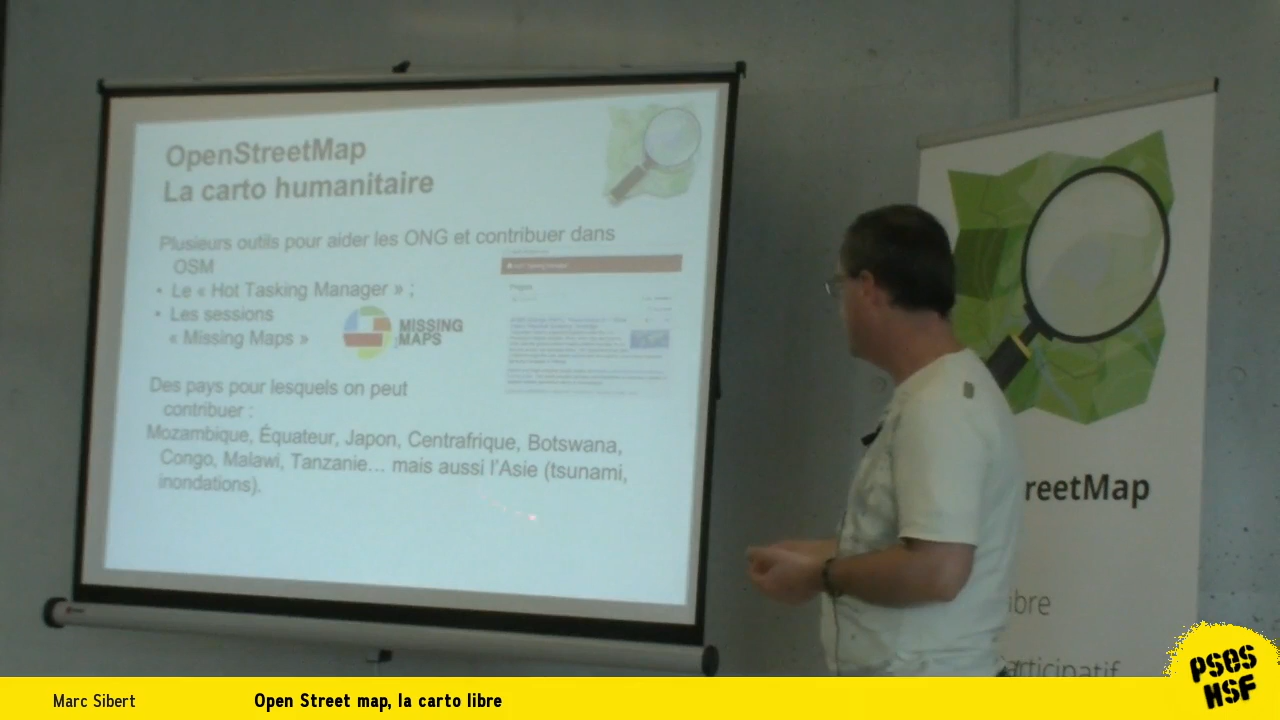 OpenStreetMap
La carto humanitaire
Plusieurs outils pour aider les ONG et contribuer dans
OSM
• Le « Hot Tasking Manager » ;
• Les sessions
« Missing Maps »
MISSING
MAPS
Des pays pour lesquels on peut
contribuer :
Mozambique, Équateur, Japon, Centrafrique, Botswana,
Congo, Malawi, Tanzanie… mais aussi l'Asie (tsunami,
inondations).
reetMap
ibre
articipatif
Marc Sibert
Open Street map, la carto libre
PSES
HSF